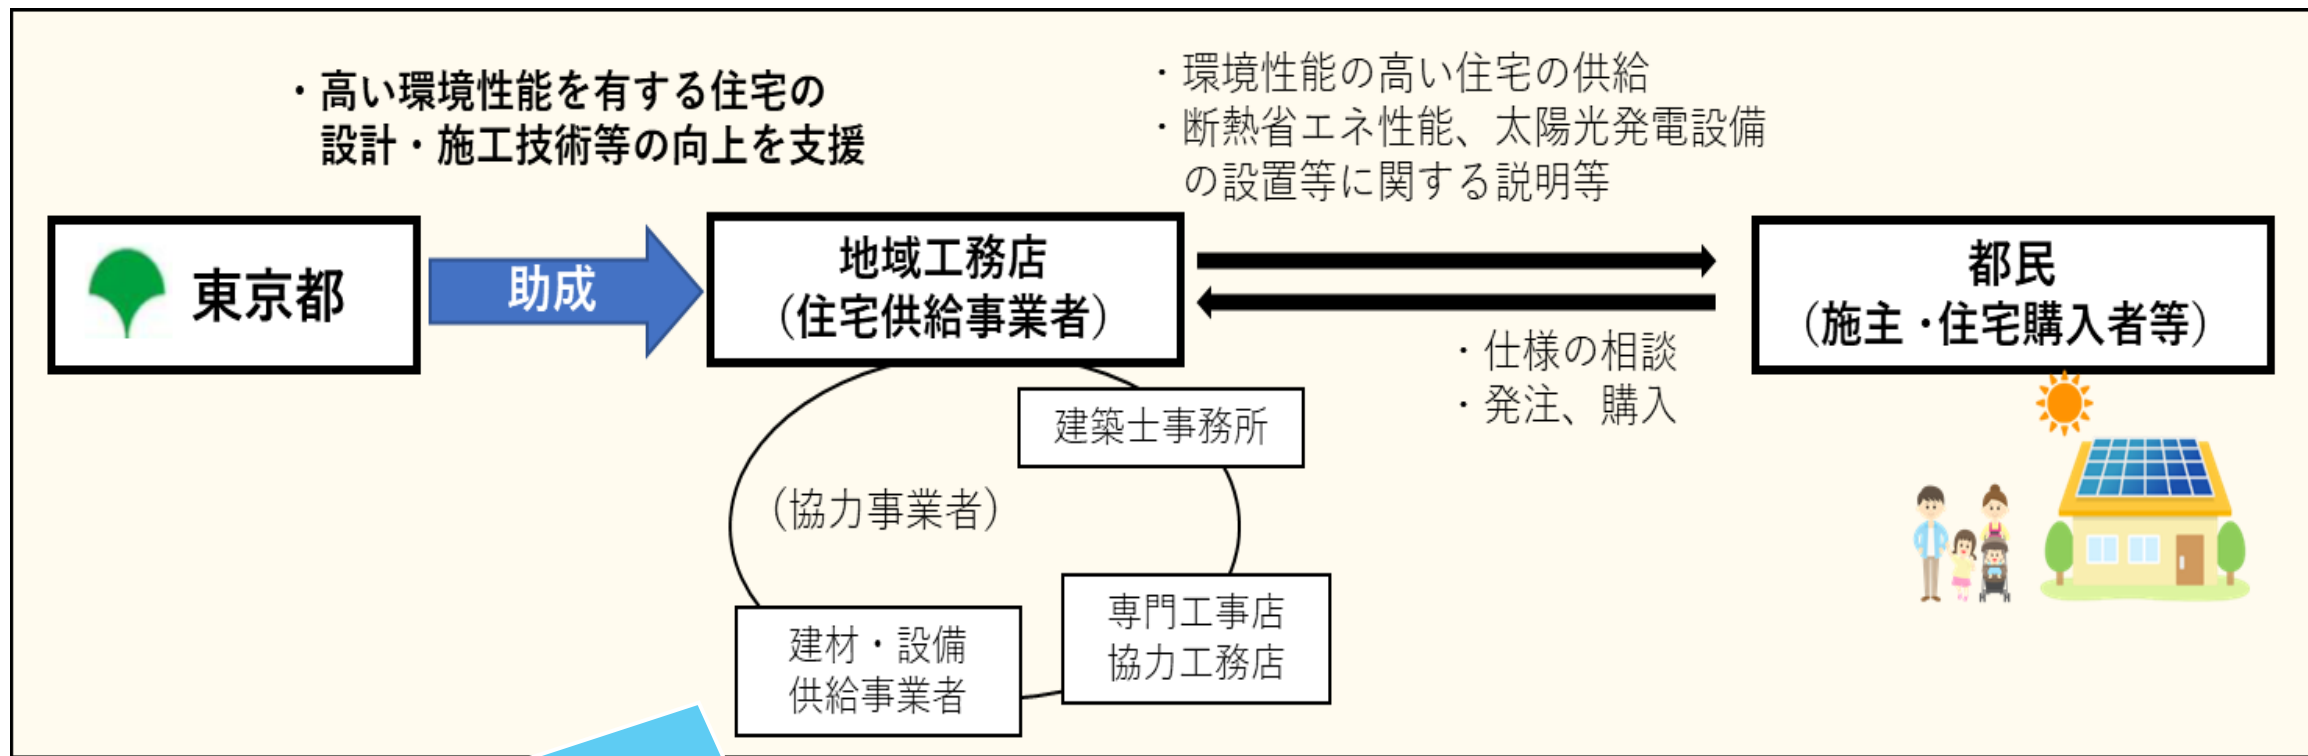 ・高い環境性能を有する住宅の
設計・施工技術等の向上を支援
・環境性能の高い住宅の供給
・断熱省エネ性能、太陽光発電設備
の設置等に関する説明等
東京都
助成
地域工務店
（住宅供給事業者）
都民
（施主・住宅購入者等）
・仕様の相談
・発注、購入
建築士事務所
（協力事業者）
専門工事店
協力工務店
建材・設備
供給事業者